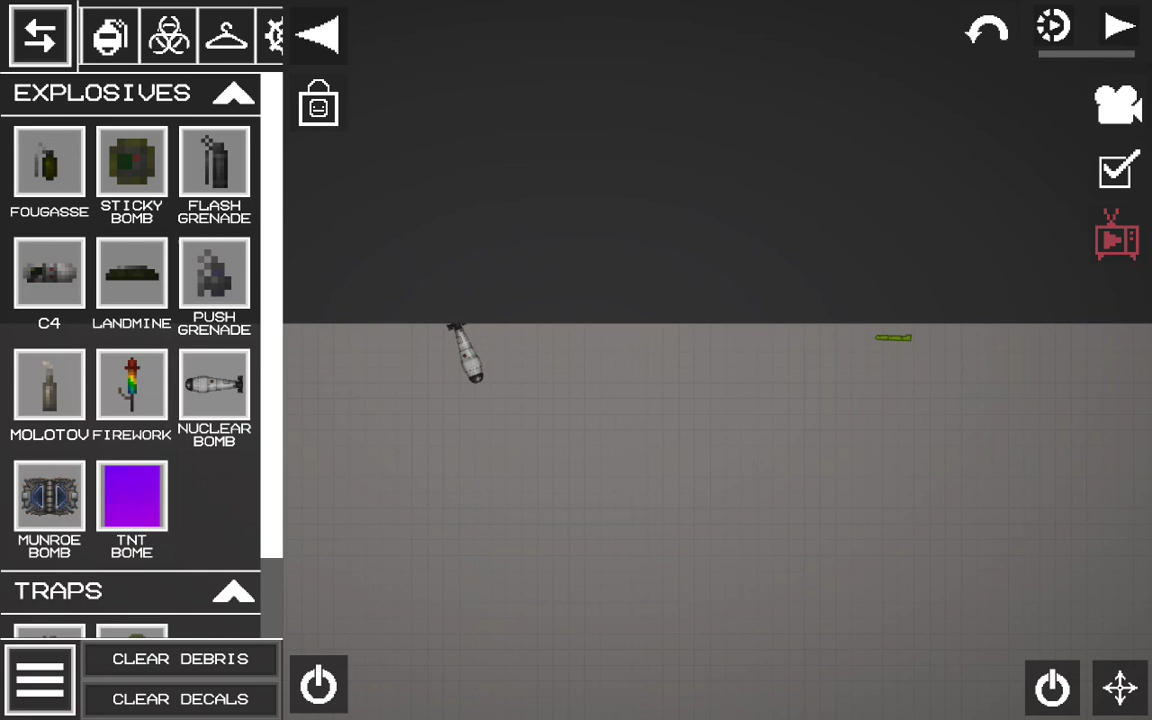 EXPLOSIVES
FOUGASSE
STICKY
BOMB
FLASH
GRENADE
C4
LANDMINE
PUSH
GRENADE
MOLOTOV
FIREWORK
NUCLEAR
BOMB
MUNROE
BOMB
TNT
BOME
TRAPS
CLEAR DEBRIS
CLEAR DECALS